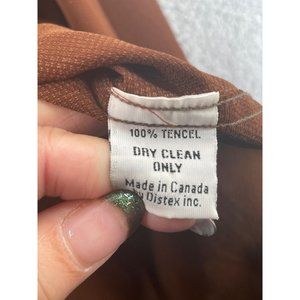 100% TENCEL
DRY CLEAN
ONLY
Made in Canada
Distex inc.